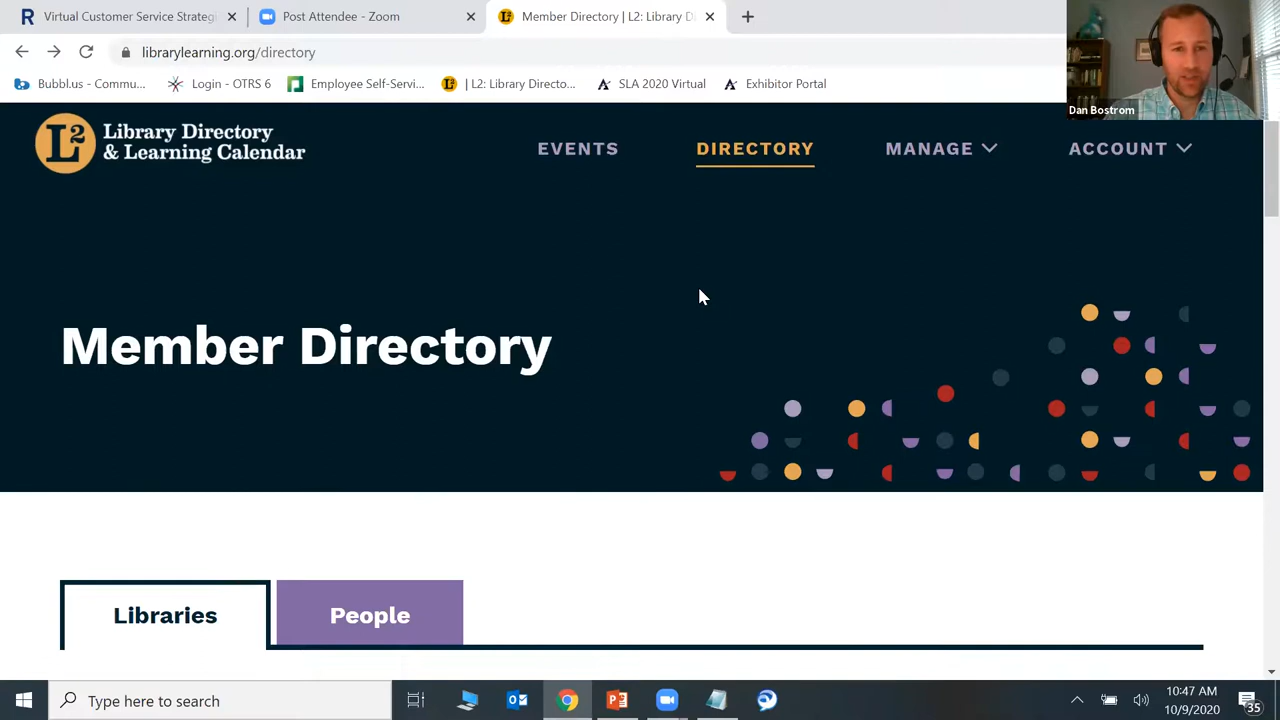 Virtual Customer Service Strateg
Post Attendee - Zoom
Member Directory | L2: Library D
librarylearning.org/directory
Bubbl.us - Commu...
Login - OTRS 6
Employee Self-Servi...
| L2: Library Directo...
SLA 2020 Virtual
Exhibitor Portal
Dan Bostrom
L2
Library Directory
& Learning Calendar
EVENTS
DIRECTORY
MANAGE
ACCOUNT
Member Directory
Libraries
People
Type here to search
10:47 AM
10/9/2020
35